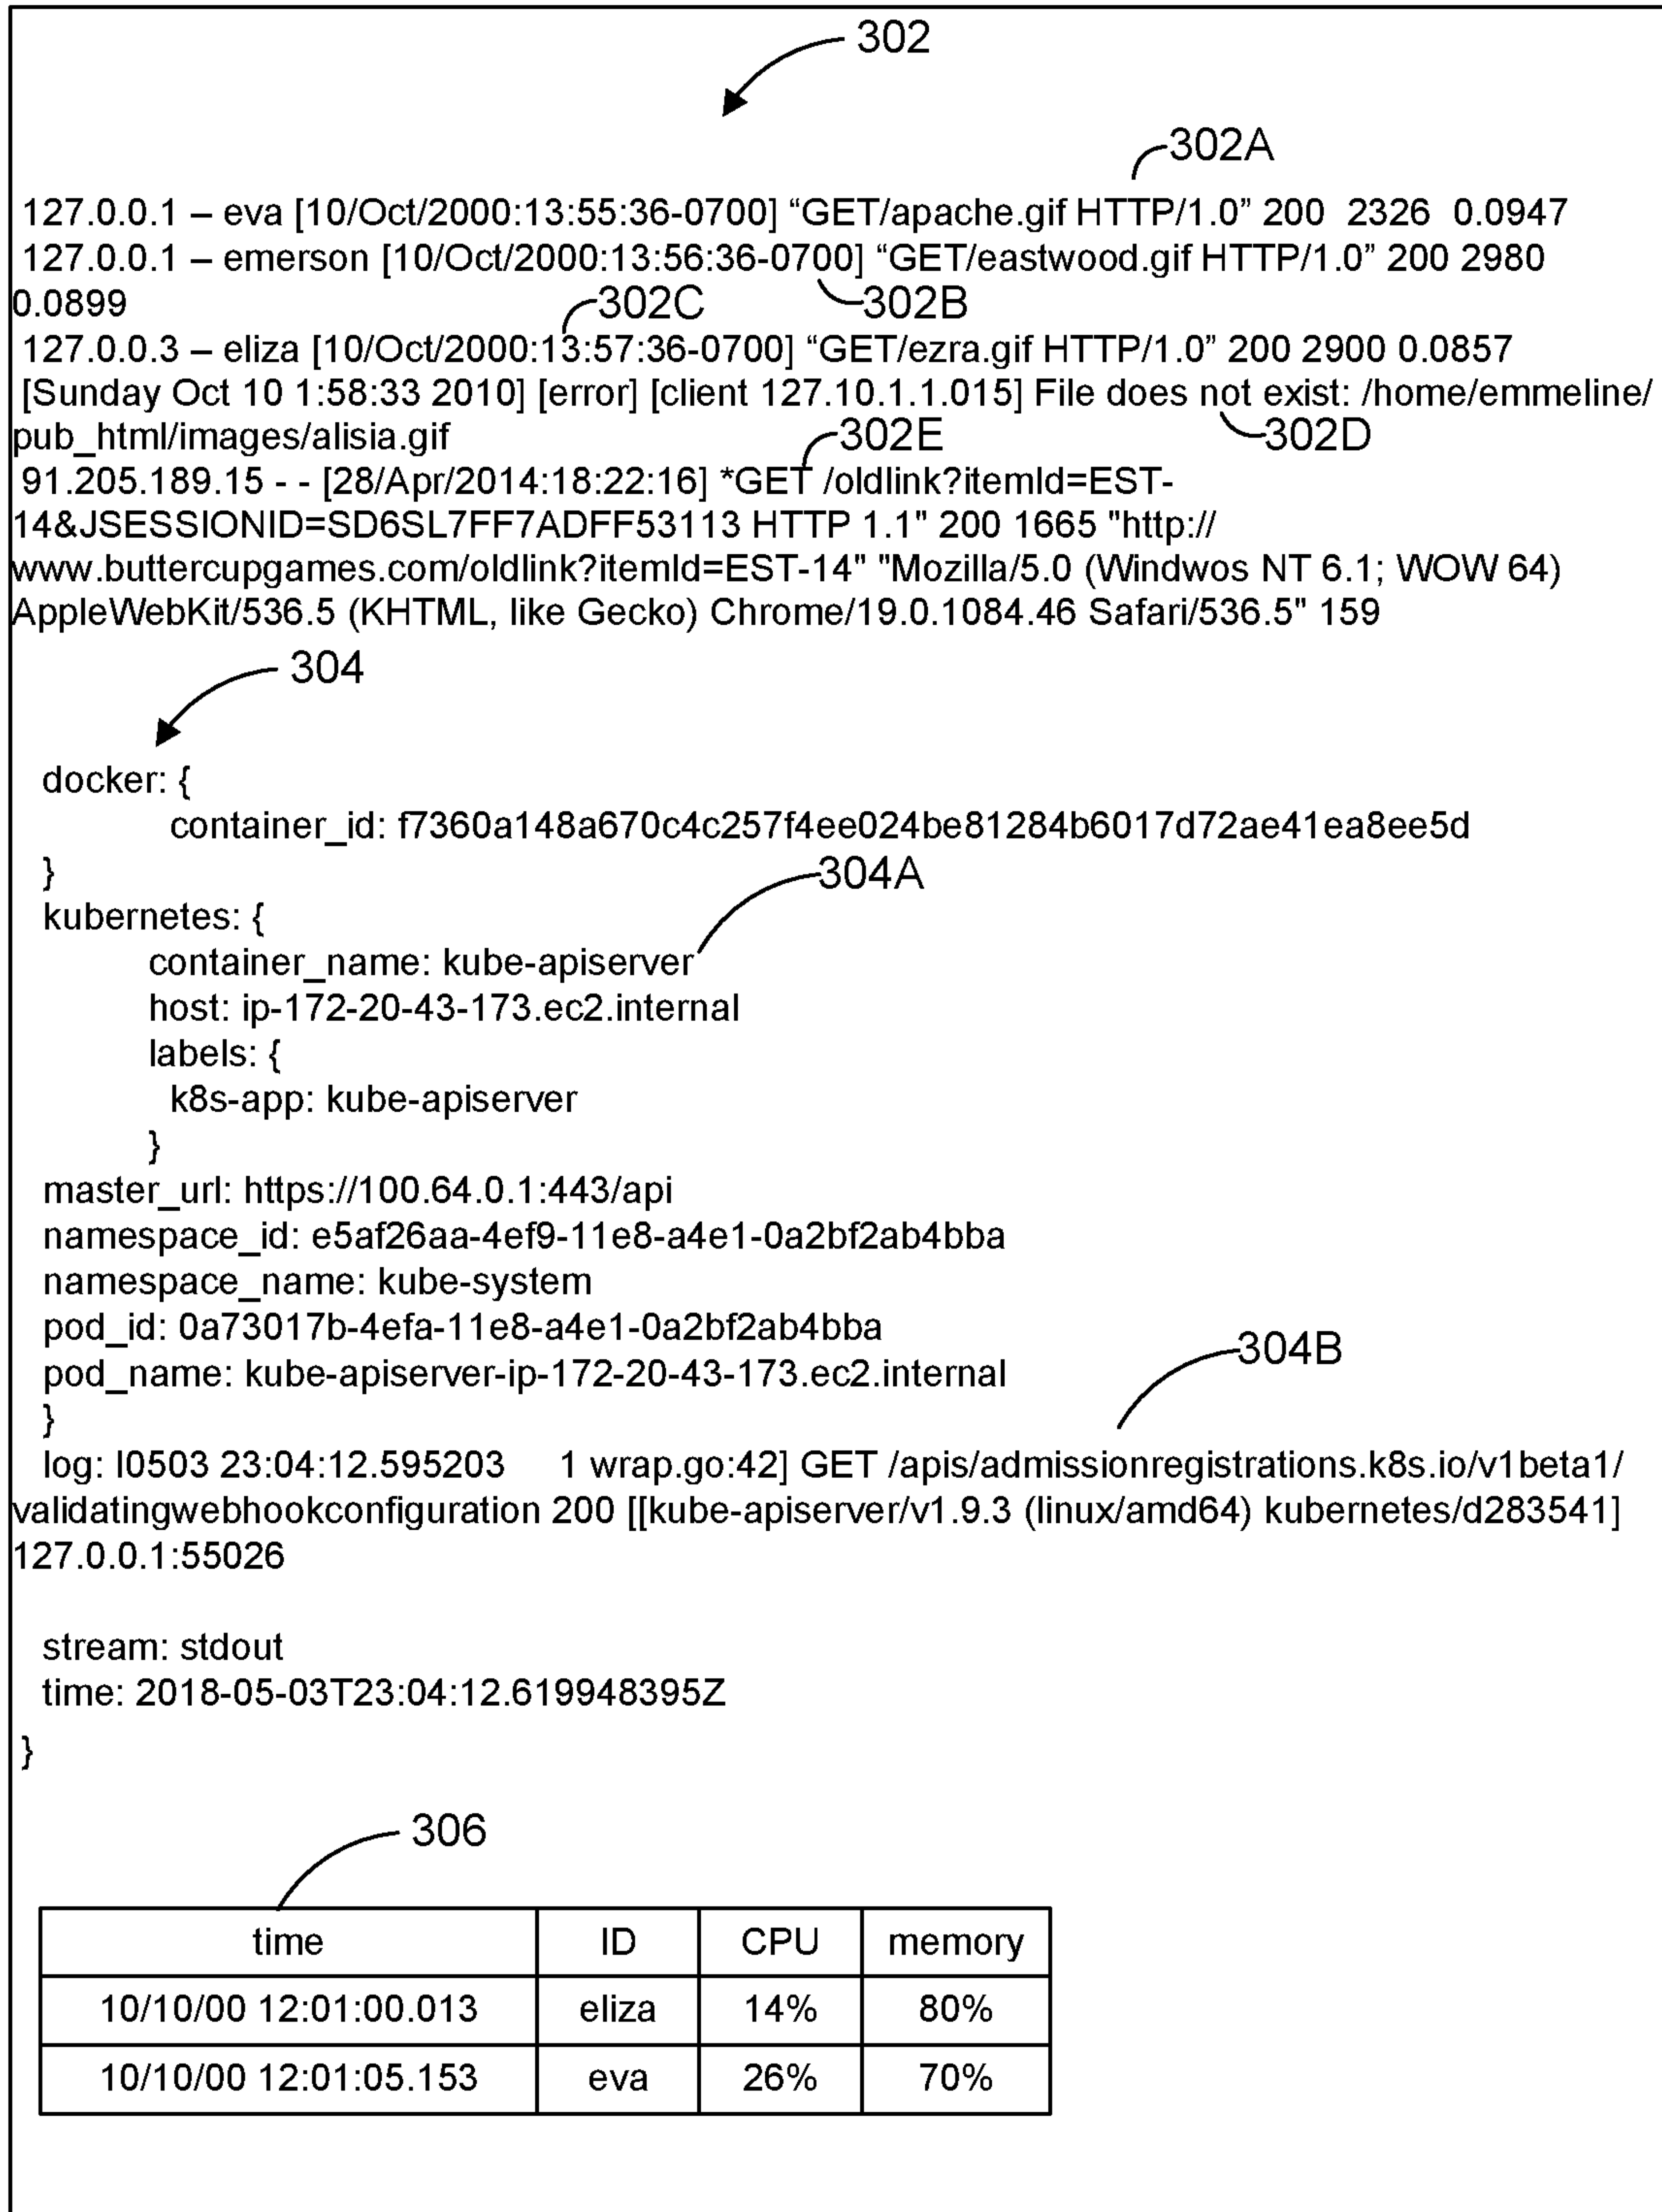 302
302A
127.0.0.1 – eva [10/Oct/2000:13:55:36-0700] “GET/apache.gif HTTP/1.0” 200  2326  0.0947
127.0.0.1 – emerson [10/Oct/2000:13:56:36-0700] “GET/eastwood.gif HTTP/1.0” 200 2980
0.0899
302C
302B
127.0.0.3 – eliza [10/Oct/2000:13:57:36-0700] “GET/ezra.gif HTTP/1.0” 200 2900 0.0857
[Sunday Oct 10 1:58:33 2010] [error] [client 127.10.1.1.015] File does not exist: /home/emmeline/
pub_html/images/alisia.gif
302E
302D
91.205.189.15 - - [28/Apr/2014:18:22:16] *GET /oldlink?itemId=EST-
14&JSESSIONID=SD6SL7FF7ADFF53113 HTTP 1.1" 200 1665 "http://
www.buttercupgames.com/oldlink?itemId=EST-14" "Mozilla/5.0 (Windwos NT 6.1; WOW 64)
AppleWebKit/536.5 (KHTML, like Gecko) Chrome/19.0.1084.46 Safari/536.5" 159
304
docker: {
container_id: f7360a148a670c4c257f4ee024be81284b6017d72ae41ea8ee5d
}
304A
kubernetes: {
container_name: kube-apiserver
host: ip-172-20-43-173.ec2.internal
labels: {
k8s-app: kube-apiserver
}
master_url: https://100.64.0.1:443/api
namespace_id: e5af26aa-4ef9-11e8-a4e1-0a2bf2ab4bba
namespace_name: kube-system
pod_id: 0a73017b-4efa-11e8-a4e1-0a2bf2ab4bba
304B
pod_name: kube-apiserver-ip-172-20-43-173.ec2.internal
}
log: I0503 23:04:12.595203     1 wrap.go:42] GET /apis/admissionregistrations.k8s.io/v1beta1/
validatingwebhookconfiguration 200 [[kube-apiserver/v1.9.3 (linux/amd64) kubernetes/d283541]
127.0.0.1:55026
stream: stdout
time: 2018-05-03T23:04:12.619948395Z
}
306
time ID CPU memory
10/10/00 12:01:00.013 eliza 14% 80%
10/10/00 12:01:05.153 eva 26% 70%